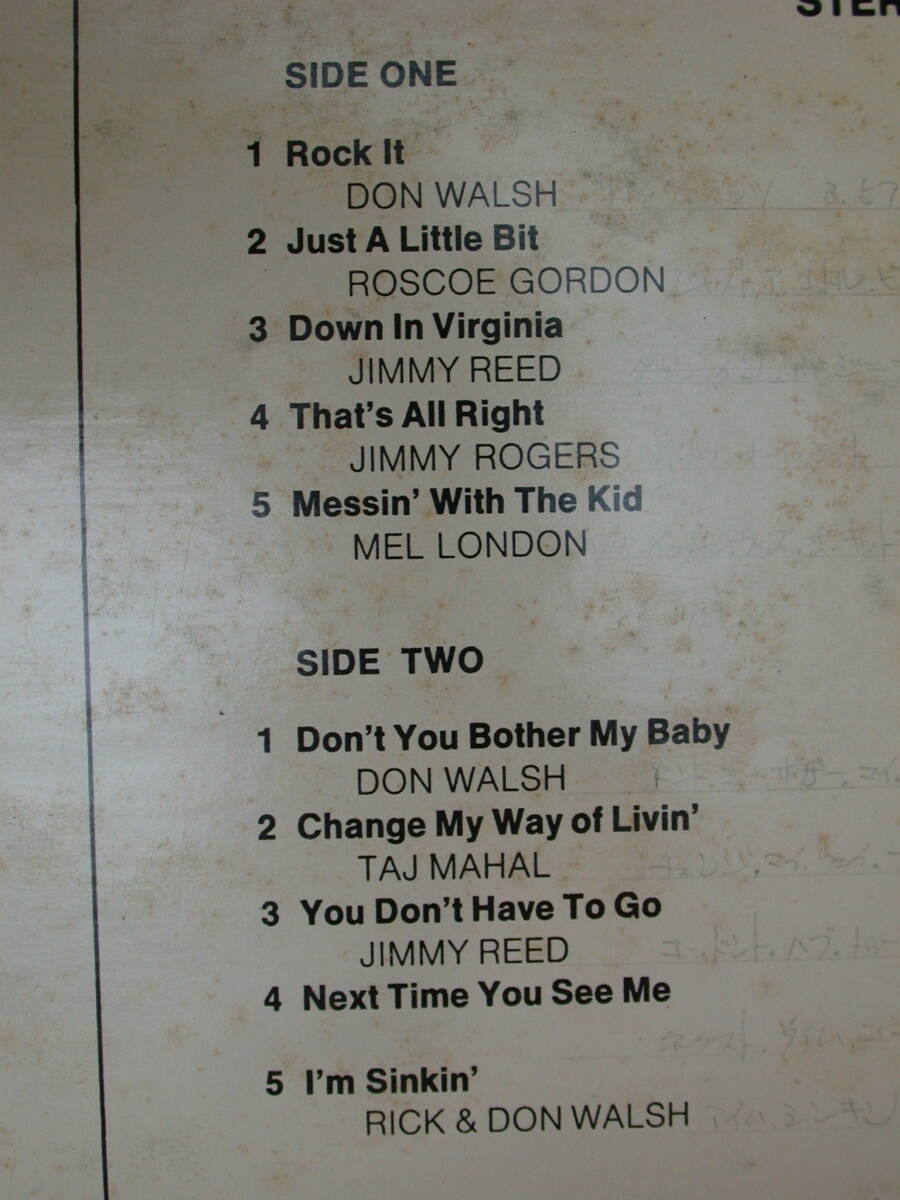 STER
SIDE ONE
1 Rock It
DON WALSH
2 Just A Little Bit
ROSCOE GORDON
3 Down In Virginia
JIMMY REED
4 That's All Right
JIMMY ROGERS
5 Messin' With The Kid
MEL LONDON
SIDE TWO
1 Don't You Bother My Baby
DON WALSH
2 Change My Way of Livin'
TAJ MAHAL
3 You Don't Have To Go
JIMMY REED
4 Next Time You See Me
5 I'm Sinkin'
RICK & DON WALSH